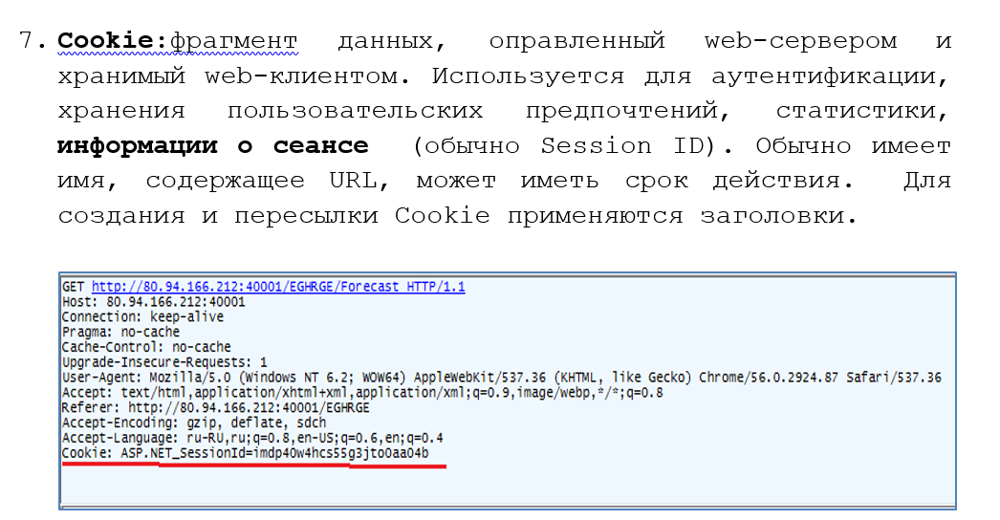 7. Cookie:фрагмент данных, оправленный web-сервером и
хранимый web-клиентом. Используется для аутентификации,
хранения пользовательских предпочтений, статистики,
информации о сеансе (обычно Session ID). Обычно имеет
имя, содержащее URL, может иметь срок действия. Для
создания и пересылки Cookie применяются заголовки.
GET http://80.94.166.212:40001/EGHRGE/Forecast HTTP/1.1
Host: 80.94.166.212:40001
Connection: keep-alive
Pragma: no-cache
Cache-Control: no-cache
Upgrade-Insecure-Requests: 1
User-Agent: Mozilla/5.0 (Windows NT 6.2; WOW64) AppleWebKit/537.36 (KHTML, like Gecko) Chrome/56.0.2924.87 Safari/537.36
Accept: text/html,application/xhtml+xml,application/xml;q=0.9,image/webp,*/*;q=0.8
Referer: http://80.94.166.212:40001/EGHRGE
Accept-Encoding: gzip, deflate, sdch
Accept-Language: ru-RU,ru;q=0.8,en-US;q=0.6,en;q=0.4
Cookie: ASP.NET_SessionId=imdp40w4hcs55g3jto0aa04b